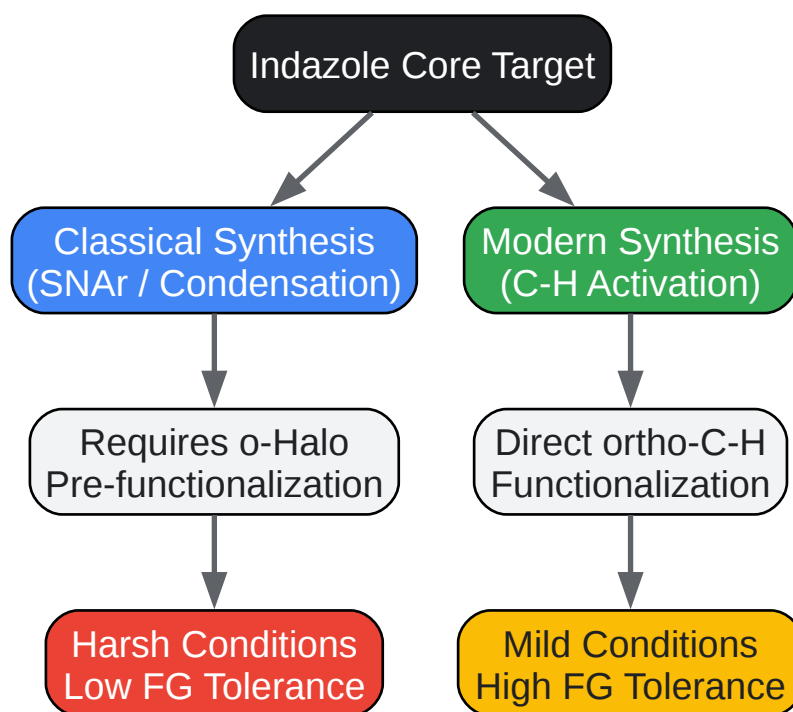 Indazole Core Target
Classical Synthesis
(SNAr / Condensation)
Modern Synthesis
(C-H Activation)
Requires o-Halo
Pre-functionalization
Direct ortho-C-H
Functionalization
Harsh Conditions
Low FG Tolerance
Mild Conditions
High FG Tolerance